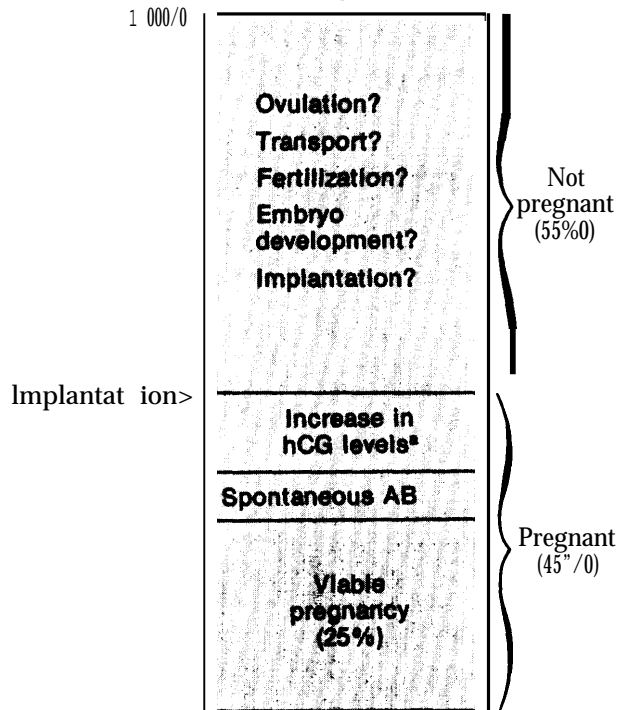 1 000/0
Ovulation?
Transport?
Fertilization?
Embryo
development?
Implantation?
Not
pregnant
(55%0)
lmplantat ion>
Increase in
hCG levelsª
Spontaneous AB
Pregnant
(45”/0)
Viable
pregnancy
(25%)